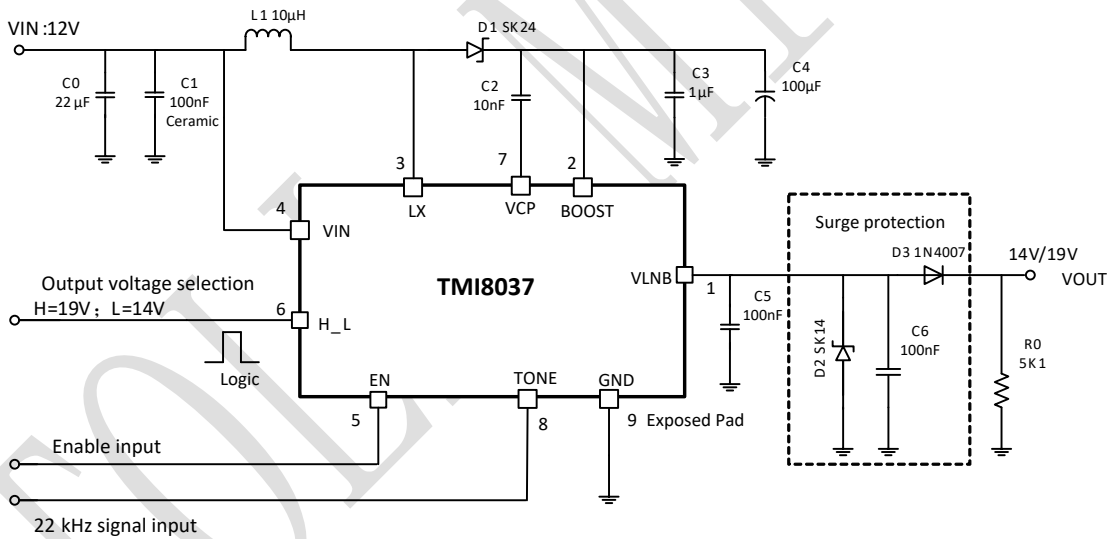 VIN :12V
L1 10μH
D1 SK24
C0
22 μF
C1
100nF
Ceramic
C2
10nF
C3
1μF
C4
100μF
3
7
2
LX
VCP
BOOST
4
VIN
Surge protection
D3 1N4007
14V/19V
VOUT
Output voltage selection
H=19V; L=14V
TMI8037
VLNB
1
C5
100nF
6
H_L
D2 SK14
C6
100nF
R0
5K1
Logic
EN
TONE
GND
5
8
9 Exposed Pad
Enable input
22 kHz signal input